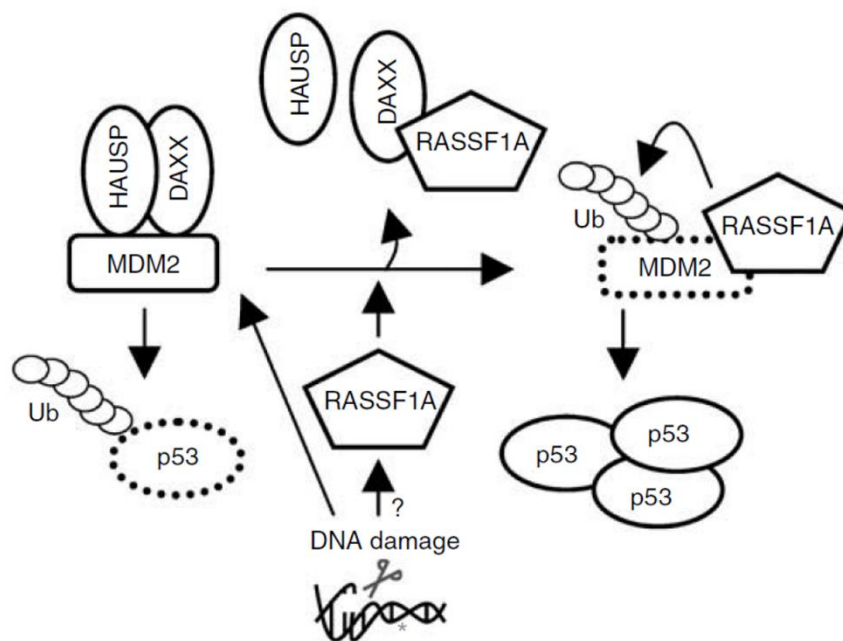 HAUSP
DAXX
MDM2
Ub
p53
HAUSP
DAXX
RASSF1A
RASSF1A
?
DNA damage
*
Ub
RASSF1A
MDM2
p53
p53
p53